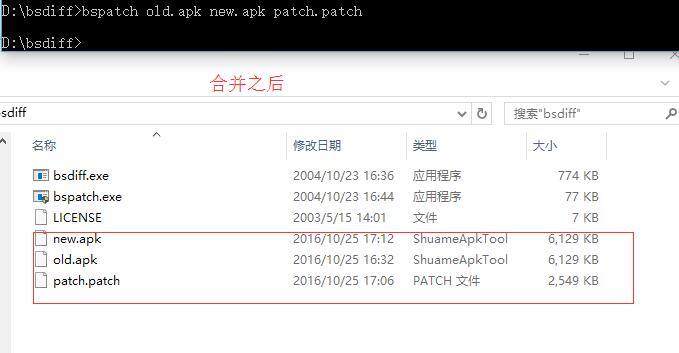 D:\bsdiff>bspatch old.apk new.apk patch.patch
D:\bsdiff>
合并之后
sdiff 搜索"bsdiff"
名称 修改日期 类型 大小
bsdiff.exe 2004/10/23 16:36 应用程序 774 KB
bspatch.exe 2004/10/23 16:44 应用程序 77 KB
LICENSE 2003/5/15 14:01 文件 7 KB
new.apk 2016/10/25 17:12 ShuameApkTool 6,129 KB
old.apk 2016/10/25 16:32 ShuameApkTool 6,129 KB
patch.patch 2016/10/25 17:06 PATCH 文件 2,549 KB